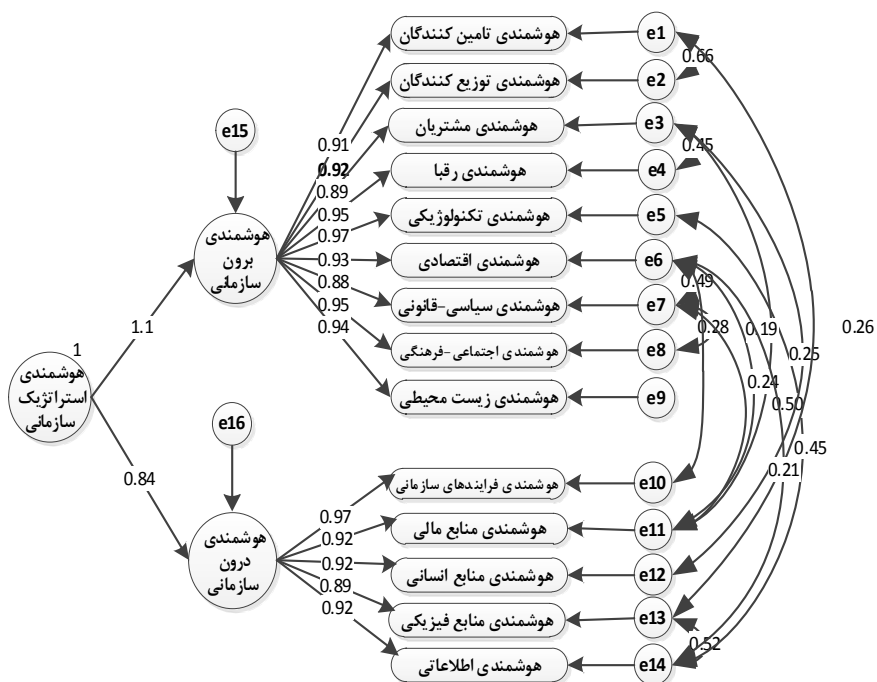 هوشمندی تامین کنندگان
e1
0.66
هوشمندی توزیع کنندگان
e2
e15
هوشمندی مشتریان
e3
0.91
0.45
0.92
هوشمندی رقبا
e4
0.89
0.95
هوشمندی تکنولوژیکی
e5
0.97
هوشمندی
برون
سازمانی
0.93
هوشمندی اقتصادی
e6
0.49
0.88
هوشمندی سیاسی-قانونی
e7
0.95
0.28
0.19
0.26
1.1
0.94
هوشمندی اجتماعی-فرهنگی
e8
0.25
1
هوشمندی
استراتژیک
سازمانی
0.24
هوشمندی زیست محیطی
e9
0.50
e16
0.45
0.84
هوشمندی فرایندهای سازمانی
e10
0.21
0.97
هوشمندی منابع مالی
e11
0.92
هوشمندی
درون
سازمانی
0.92
هوشمندی منابع انسانی
e12
0.89
0.92
هوشمندی منابع فیزیکی
e13
0.52
هوشمندی اطلاعاتی
e14